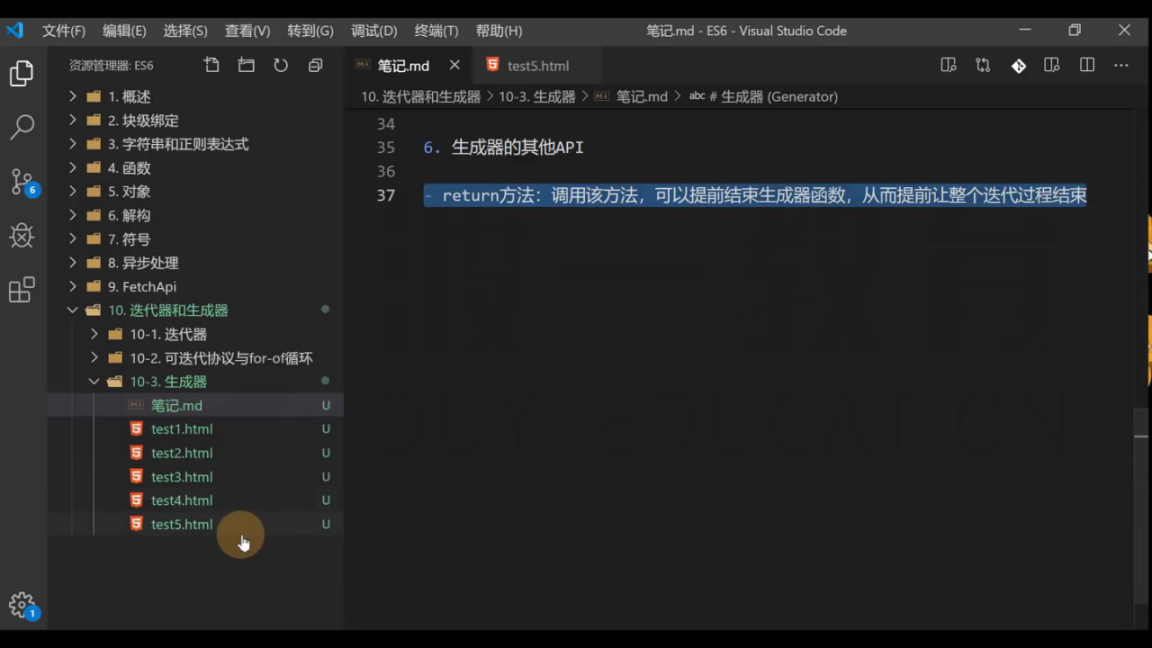 文件(F) 编辑(E) 选择(S) 查看(V) 转到(G) 调试(D) 终端(T) 帮助(H) 笔记.md - ES6 - Visual Studio Code
资源管理器: ES6
笔记.md
test5.html
10. 迭代器和生成器 > 10-3. 生成器 > 笔记.md > abc # 生成器 (Generator)
1. 概述
2. 块级绑定
3. 字符串和正则表达式
4. 函数
5. 对象
6. 解构
7. 符号
8. 异步处理
9. FetchApi
10. 迭代器和生成器
10-1. 迭代器
10-2. 可迭代协议与for-of循环
10-3. 生成器
笔记.md U
test1.html U
test2.html U
test3.html U
test4.html U
test5.html U
6
1
34
35 6. 生成器的其他API
36
37 - return方法：调用该方法，可以提前结束生成器函数，从而提前让整个迭代过程结束
DUYI EDUCATION